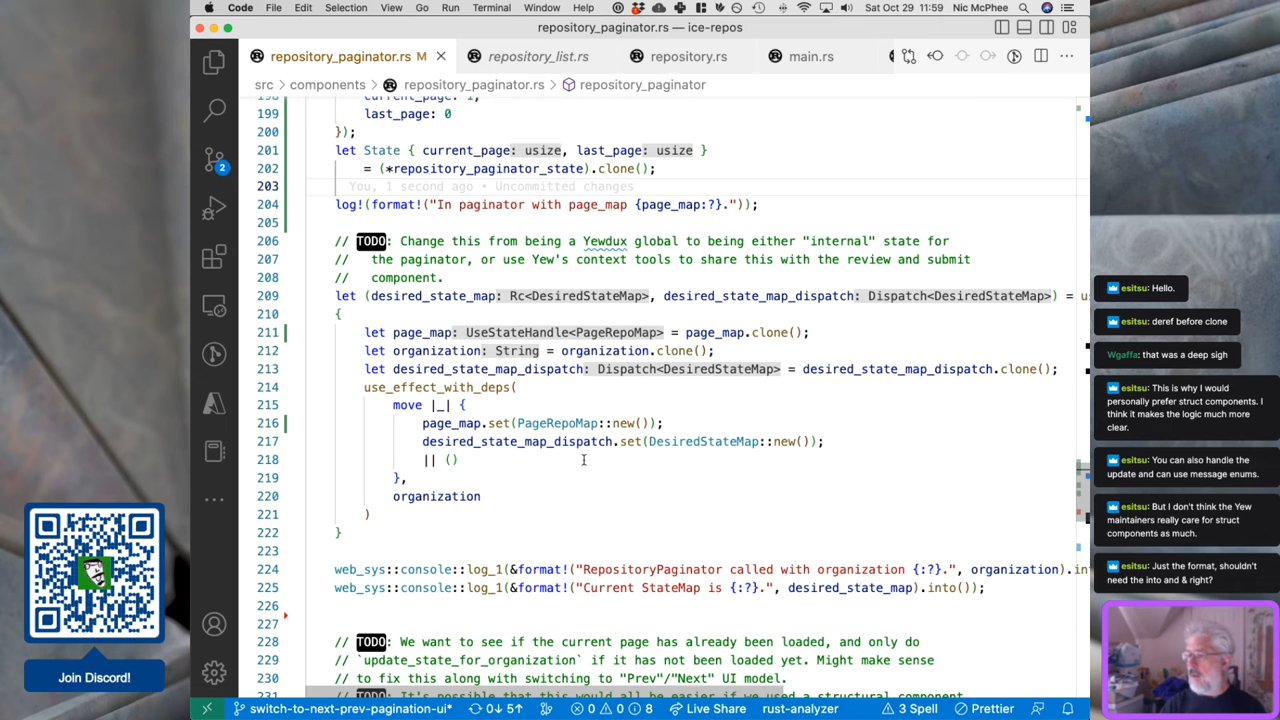 Code File Edit Selection View Go Run Terminal Window Help Sat Oct 29 11:59 Nic McPhee
repository_paginator.rs — ice-repos
repository_paginator.rs M repository_list.rs repository.rs main.rs
src > components > repository_paginator.rs > repository_paginator
199 last_page: 0
200 });
201 let State { current_page: usize, last_page: usize }
202 = (*repository_paginator_state).clone();
203 You, 1 second ago • Uncommitted changes
204 log!(format!("In paginator with page_map {page_map:?}."));
205
206 // TODO: Change this from being a Yewdux global to being either "internal" state for
207 // the paginator, or use Yew's context tools to share this with the review and submit
208 // component.
209 let (desired_state_map: Rc<DesiredStateMap>, desired_state_map_dispatch: Dispatch<DesiredStateMap>) =
210 {
211 let page_map: UseStateHandle<PageRepoMap> = page_map.clone();
212 let organization: String = organization.clone();
213 let desired_state_map_dispatch: Dispatch<DesiredStateMap> = desired_state_map_dispatch.clone();
214 use_effect_with_deps(
215 move |_| {
216 page_map.set(PageRepoMap::new());
217 desired_state_map_dispatch.set(DesiredStateMap::new());
218 || ()
219 },
220 organization
221 )
222 }
223
224 web_sys::console::log_1(&format!("RepositoryPaginator called with organization {:?}.", organization).in
225 web_sys::console::log_1(&format!("Current StateMap is {:?}.", desired_state_map).into());
226
227
228 // TODO: We want to see if the current page has already been loaded, and only do
229 // `update_state_for_organization` if it has not been loaded yet. Might make sense
230 // to fix this along with switching to "Prev"/"Next" UI model.
2
switch-to-next-prev-pagination-ui* 0↓ 5↑ 0 0 8 Live Share rust-analyzer 3 Spell Prettier
Join Discord!
esitsu: Hello.
esitsu: deref before clone
Wgaffa: that was a deep sigh
esitsu: This is why I would
personally prefer struct components. I
think it makes the logic much more
clear.
esitsu: You can also handle the
update and can use message enums.
esitsu: But I don't think the Yew
maintainers really care for struct
components as much.
esitsu: Just the format, shouldn't
need the into and & right?